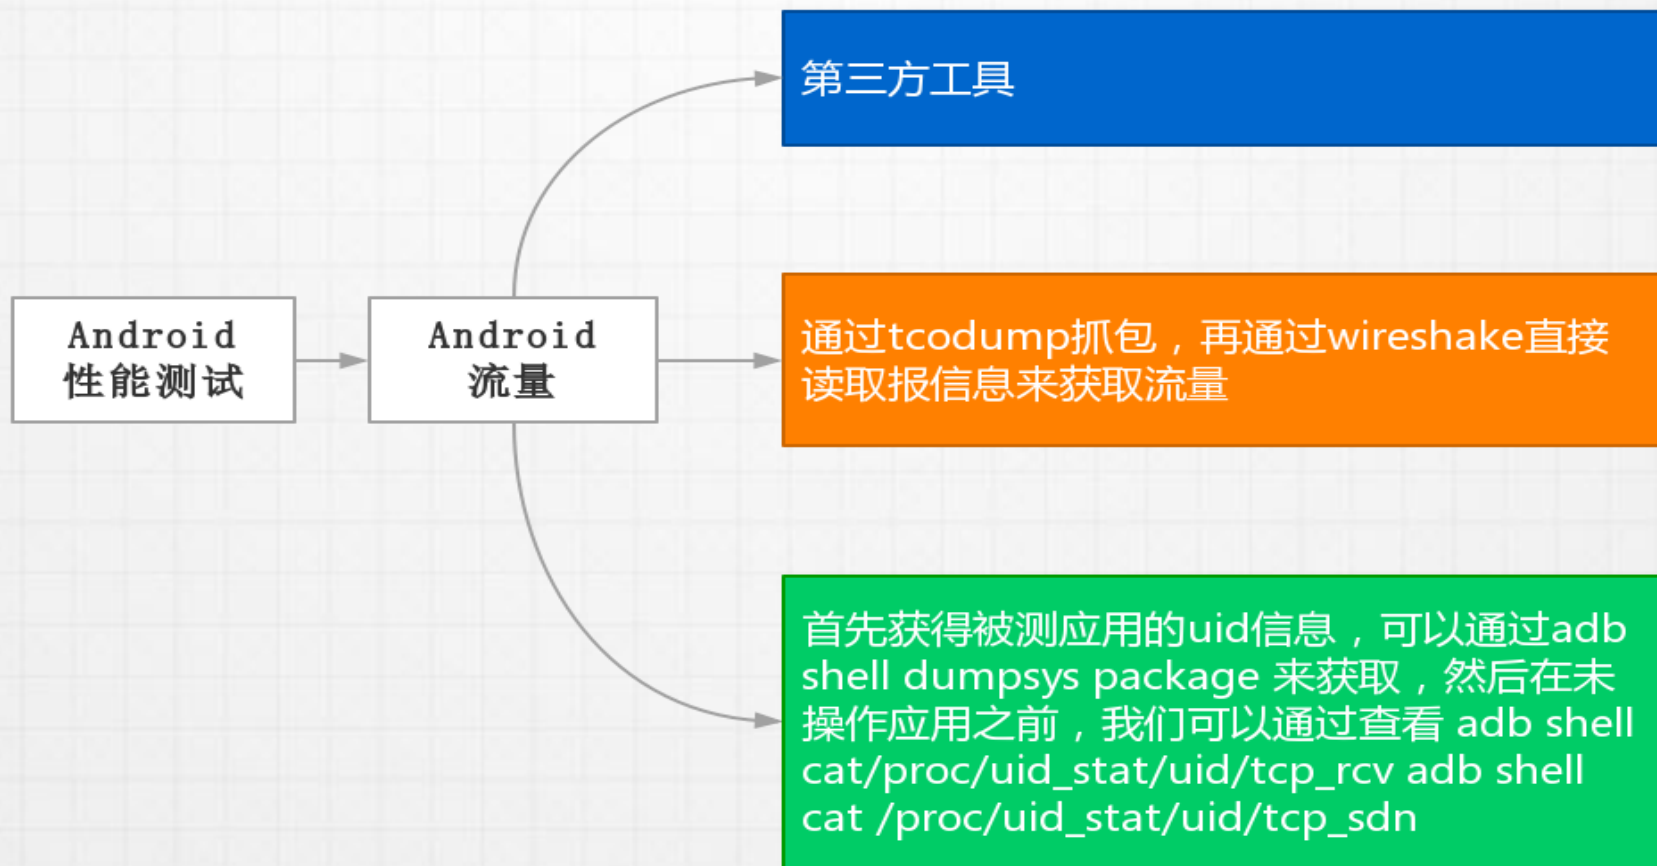 第三方工具
Android
性能测试
Android
流量
通过tcodump抓包，再通过wireshake直接
读取报信息来获取流量
首先获得被测应用的uid信息，可以通过adb
shell dumpsys package 来获取，然后在未
操作应用之前，我们可以通过查看 adb shell
cat/proc/uid_stat/uid/tcp_rcv adb shell
cat /proc/uid_stat/uid/tcp_sdn